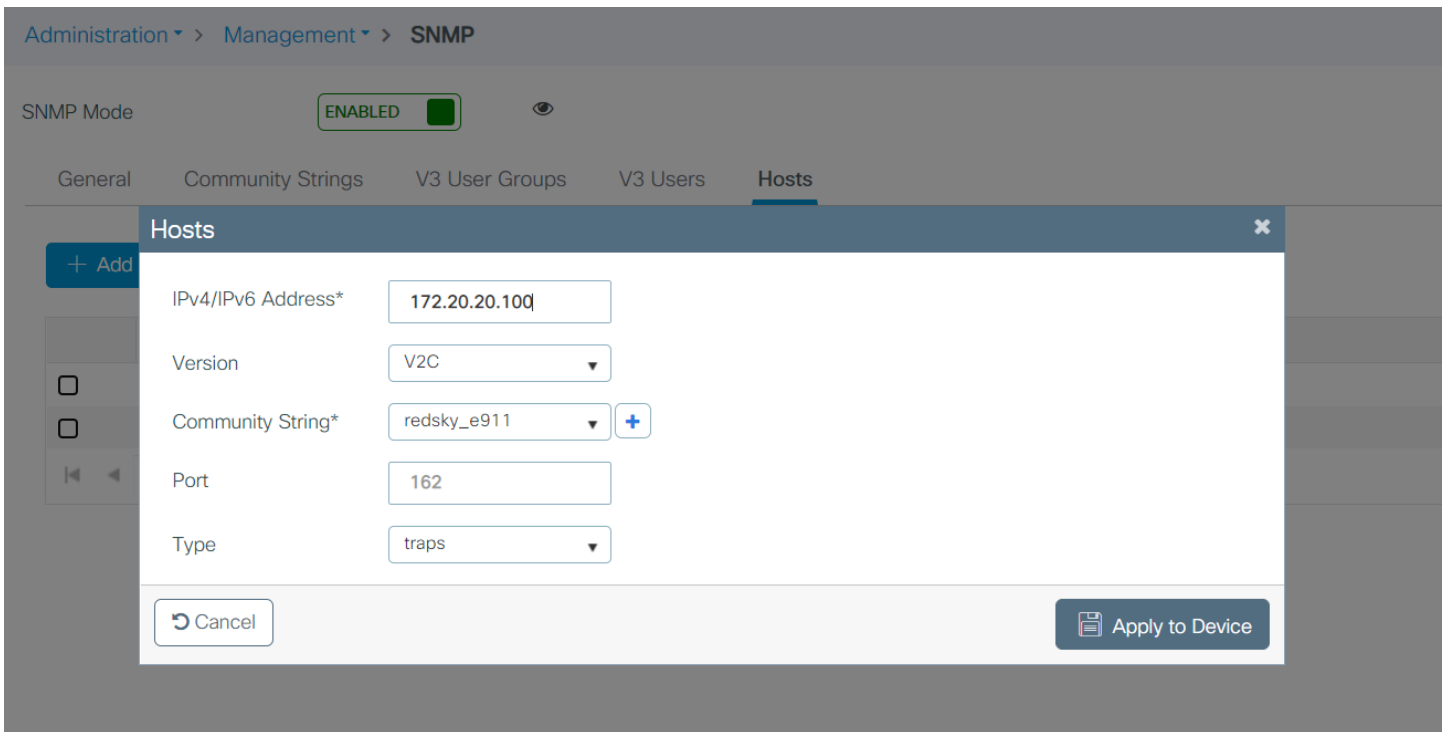 Administration > Management > SNMP
SNMP Mode ENABLED
General Community Strings V3 User Groups V3 Users Hosts
Hosts
+ Add
IPv4/IPv6 Address* 172.20.20.100
Version V2C
Community String* redsky_e911
Port 162
Type traps
Cancel Apply to Device